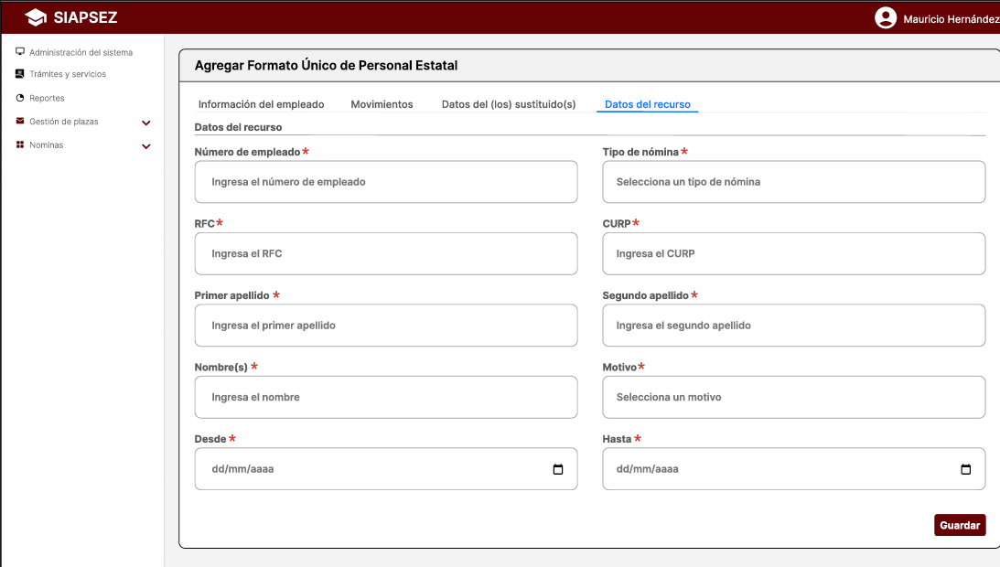 SIAPSEZ
Mauricio Hernández
Administración del sistema
Trámites y servicios
Reportes
Gestión de plazas
Nominas
Agregar Formato Único de Personal Estatal
Información del empleado Movimientos Datos del (los) sustituido(s) Datos del recurso
Datos del recurso
Número de empleado* Tipo de nómina*
Ingresa el número de empleado Selecciona un tipo de nómina
RFC* CURP*
Ingresa el RFC Ingresa el CURP
Primer apellido * Segundo apellido*
Ingresa el primer apellido Ingresa el segundo apellido
Nombre(s) * Motivo*
Ingresa el nombre Selecciona un motivo
Desde * Hasta *
dd/mm/aaaa dd/mm/aaaa
Guardar